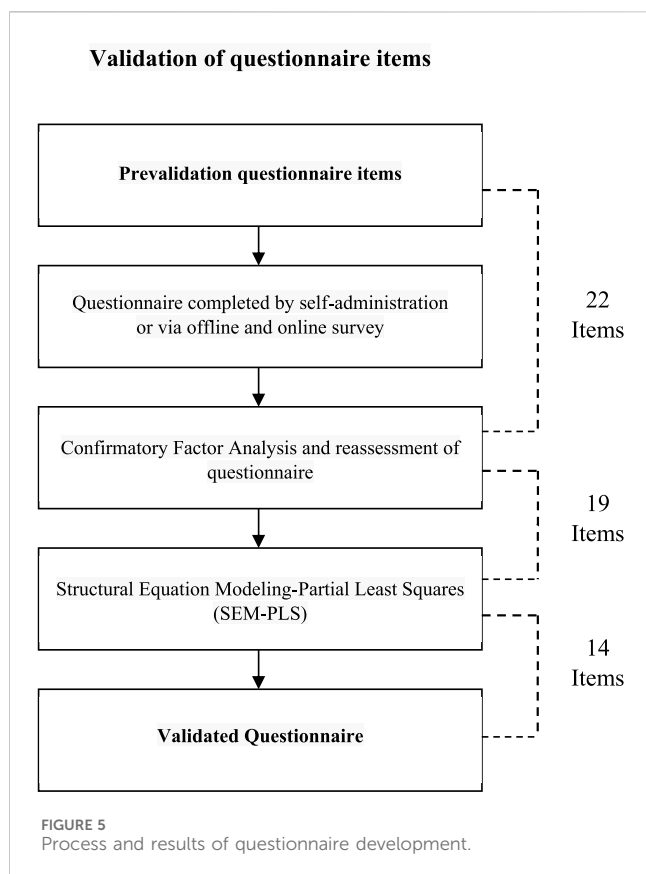 Validation of questionnaire items
Prevalidation questionnaire items
Questionnaire completed by self-administration
or via offline and online survey
22
Items
Confirmatory Factor Analysis and reassessment of
questionnaire
19
Items
Structural Equation Modeling-Partial Least Squares
(SEM-PLS)
14
Items
Validated Questionnaire
FIGURE 5
Process and results of questionnaire development.